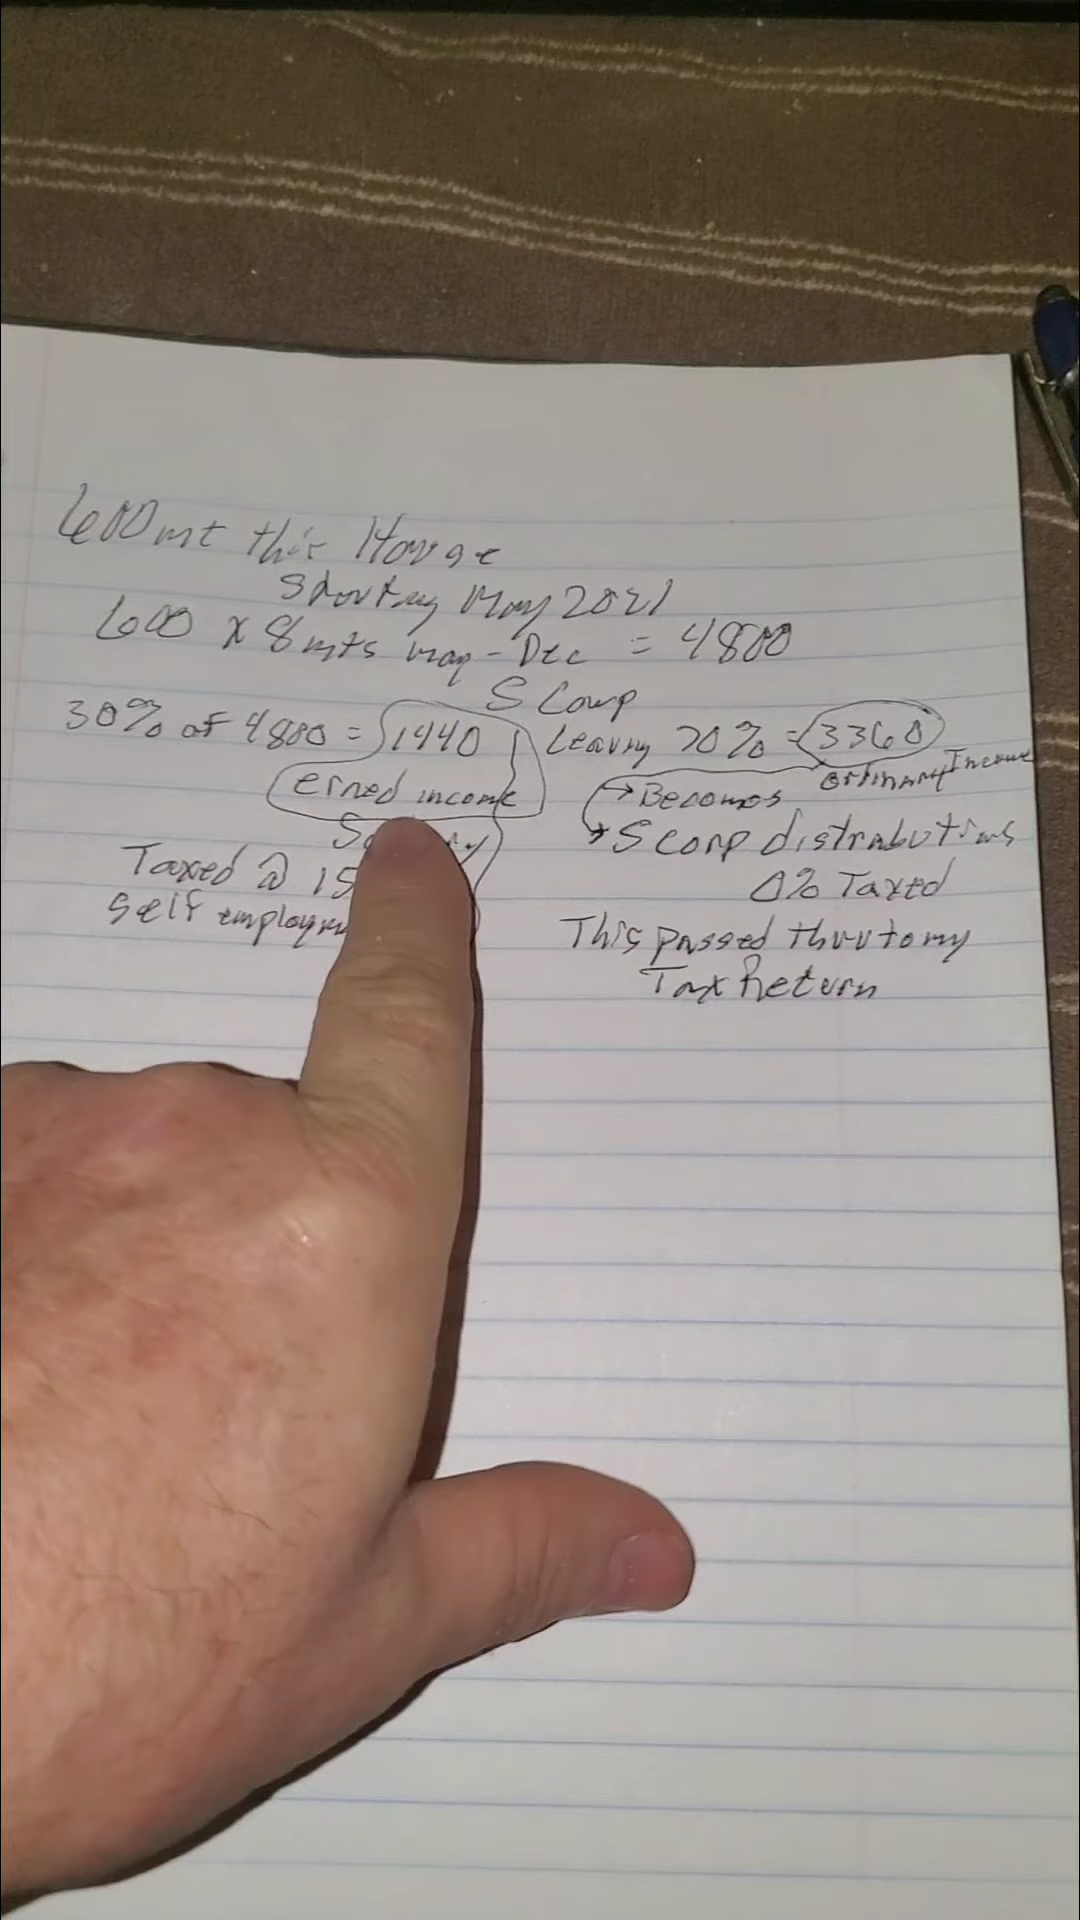 600 mt this House
Starting May 2021
600 x 8 mts may - Dec = 4800
S Corp
30% of 4800 = 1440
Leaving 70% = 3360
erned income
ordinary Income
Becomes
S corp distributions
Taxed @ 15
0% Taxed
self employm
This passed thru to my
Tax Return